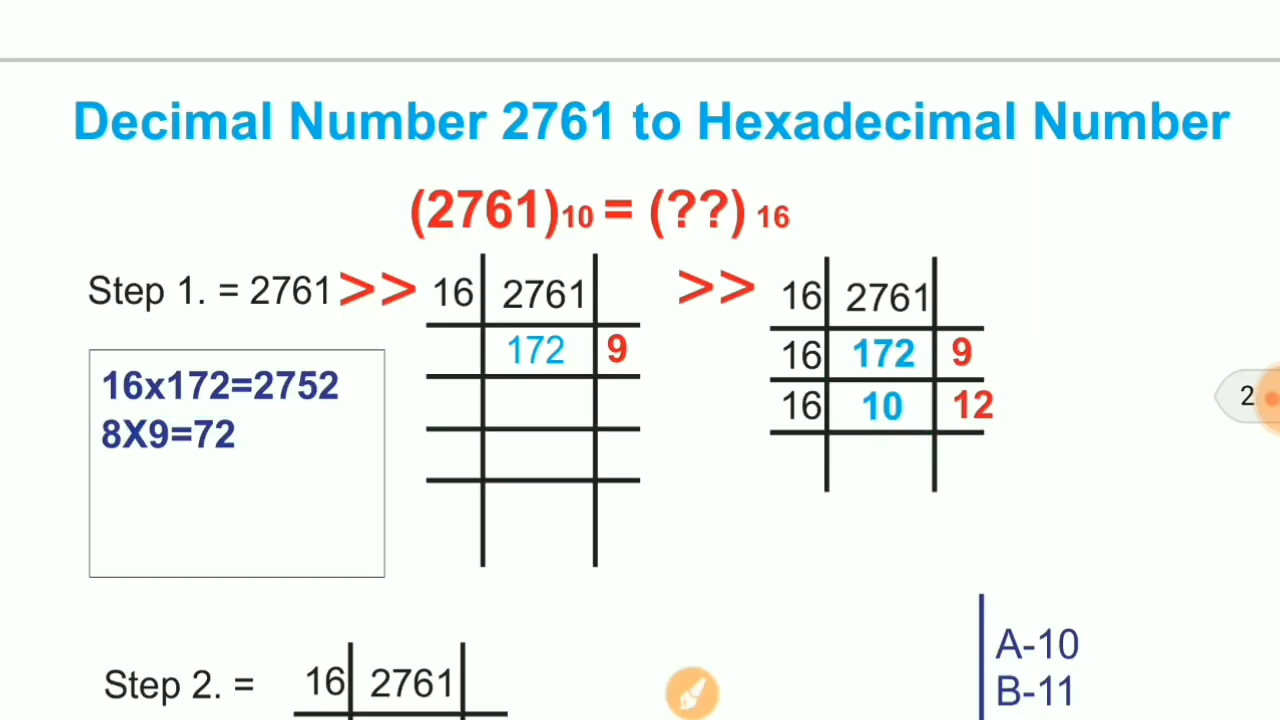 Decimal Number 2761 to Hexadecimal Number
(2761)10 = (??) 16
Step 1. = 2761 >> 16 2761 >> 16 2761
172 9 16 172 9
16 10 12
16x172=2752
8X9=72
2
Step 2. = 16 2761
A-10
B-11